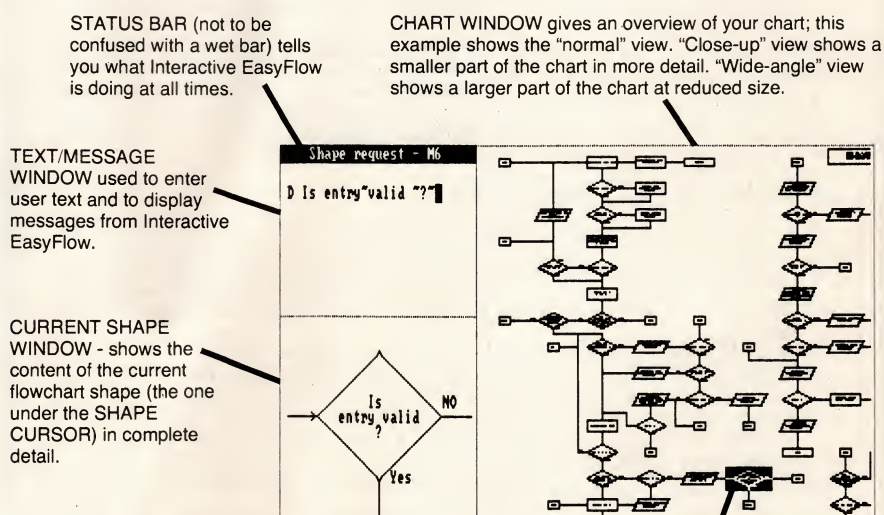 STATUS BAR (not to be
confused with a wet bar) tells
you what Interactive EasyFlow
is doing at all times.
CHART WINDOW gives an overview of your chart; this
example shows the “normal” view. “Close-up” view shows a
smaller part of the chart in more detail. “Wide-angle” view
shows a larger part of the chart at reduced size.
TEXT/MESSAGE
WINDOW used to enter
user text and to display
messages from Interactive
EasyFlow.
Shape request - M6
D Is entry~valid ~?~
CURRENT SHAPE
WINDOW - shows the
content of the current
flowchart shape (the one
under the SHAPE
CURSOR) in complete
detail.
Is
entry valid
?
NO
Yes